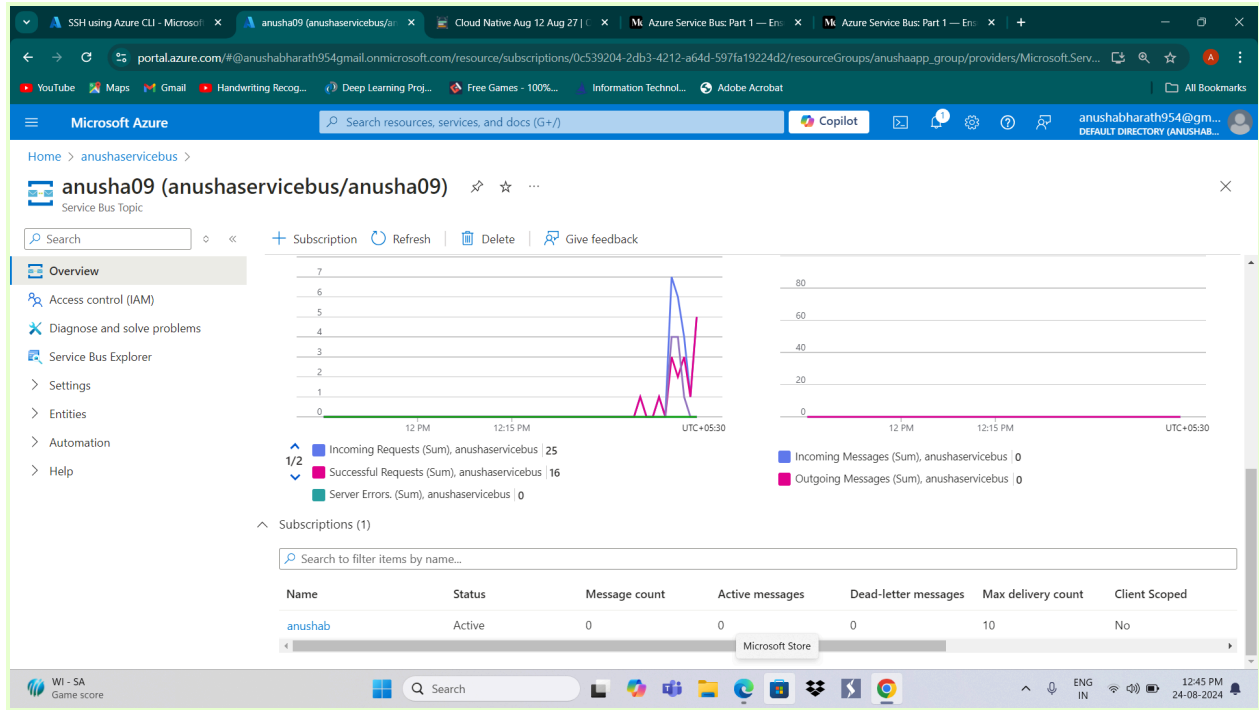 SSH using Azure CLI - Microsof
anusha09 (anushaservicebus/an
Cloud Native Aug 12 Aug 27 | C
Azure Service Bus: Part 1 — Ens
Azure Service Bus: Part 1 — Ens
portal.azure.com/#@anushabharath954gmail.onmicrosoft.com/resource/subscriptions/0c539204-2db3-4212-a64d-597fa19224d2/resourceGroups/anushaapp_group/providers/Microsoft.Serv...
A
YouTube Maps Gmail Handwriting Recog... Deep Learning Proj... Free Games - 100%... Information Technol... Adobe Acrobat All Bookmarks
Microsoft Azure
Search resources, services, and docs (G+/)
Copilot
1
anushabharath954@gm...
DEFAULT DIRECTORY (ANUSHAB...
Home > anushaservicebus >
anusha09 (anushaservicebus/anusha09)
Service Bus Topic
Search
Subscription Refresh Delete Give feedback
Overview
Access control (IAM)
Diagnose and solve problems
Service Bus Explorer
Settings
Entities
Automation
Help
7
6
5
4
3
2
1
0
12 PM 12:15 PM UTC+05:30
1/2
Incoming Requests (Sum), anushaservicebus 25
Successful Requests (Sum), anushaservicebus 16
Server Errors. (Sum), anushaservicebus 0
80
60
40
20
0
12 PM 12:15 PM UTC+05:30
Incoming Messages (Sum), anushaservicebus 0
Outgoing Messages (Sum), anushaservicebus 0
Subscriptions (1)
Search to filter items by name...
Name Status Message count Active messages Dead-letter messages Max delivery count Client Scoped
anushab Active 0 0 0 10 No
Microsoft Store
WI - SA
Game score
Search
ENG
IN
12:45 PM
24-08-2024